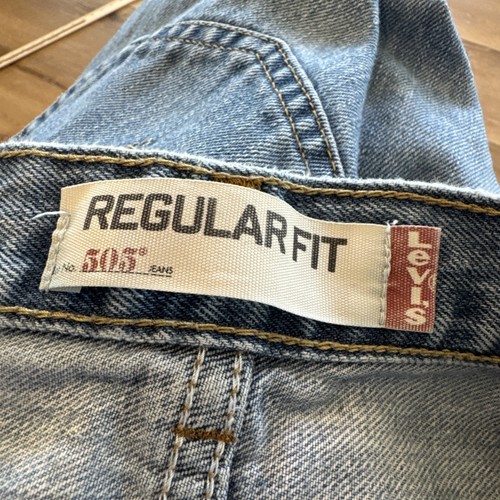 REGULAR FIT
No. 505® JEANS
Levi's